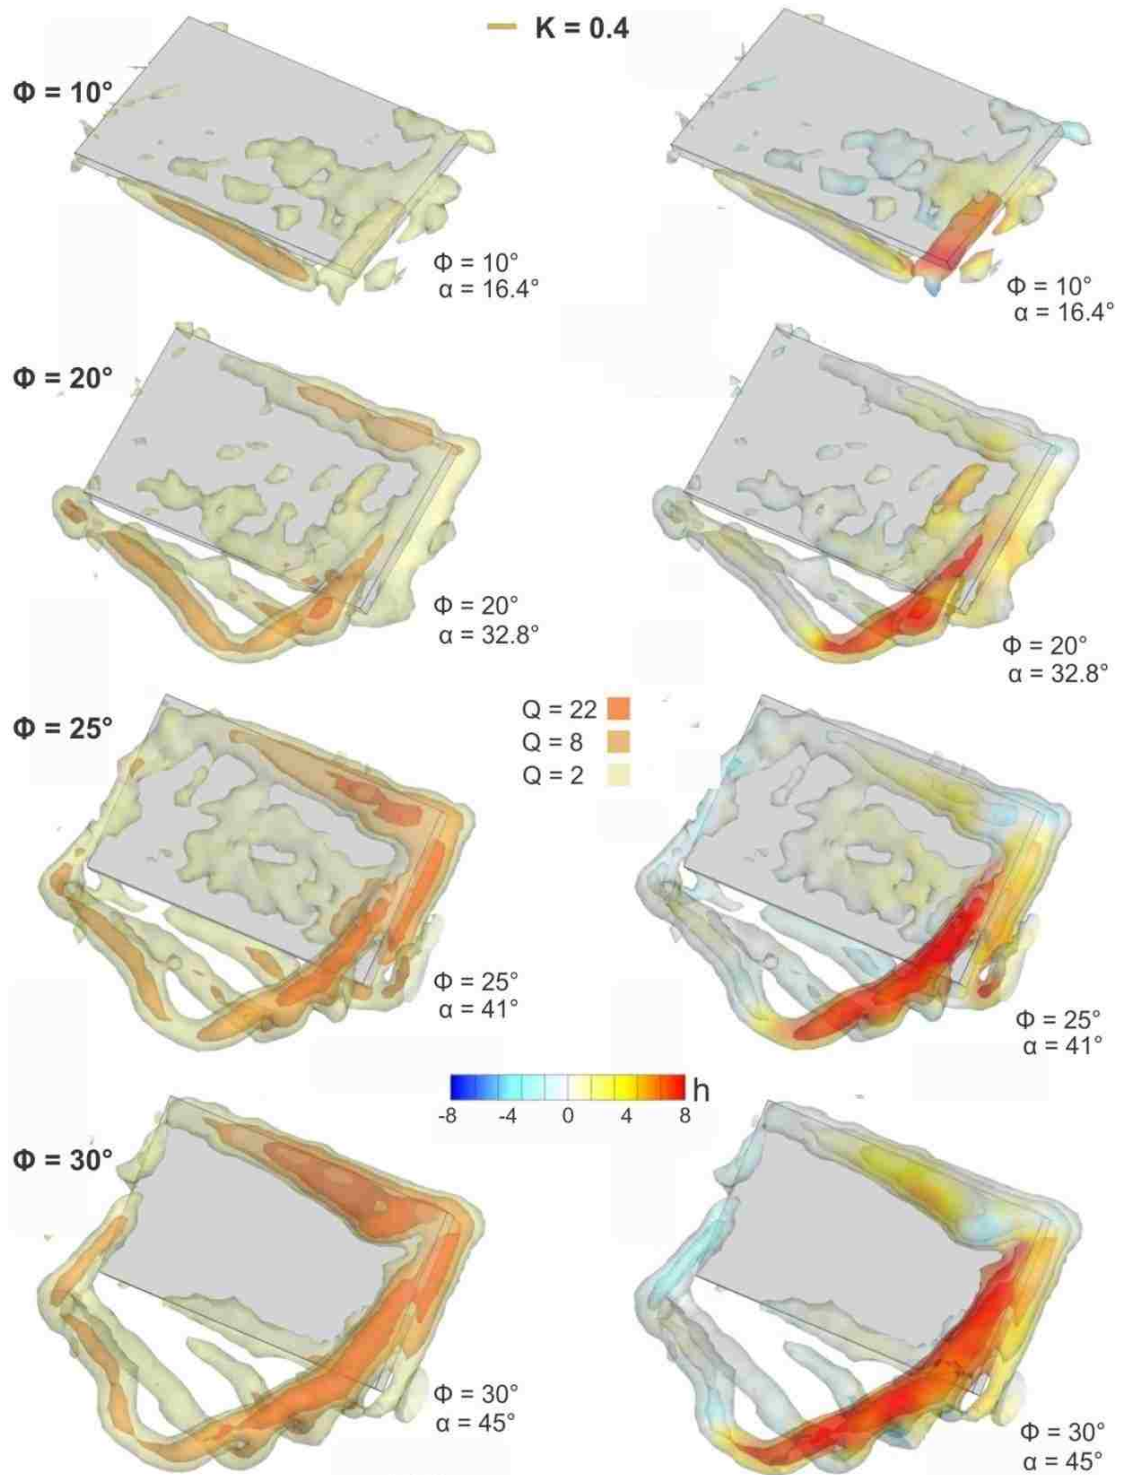 K = 0.4
Φ = 10°
Φ = 10°
α = 16.4°
Φ = 10°
α = 16.4°
Φ = 20°
Φ = 20°
α = 32.8°
Φ = 20°
α = 32.8°
Φ = 25°
Q = 22
Q = 8
Q = 2
Φ = 25°
α = 41°
Φ = 25°
α = 41°
h
-8 -4 0 4 8
Φ = 30°
Φ = 30°
α = 45°
Φ = 30°
α = 45°